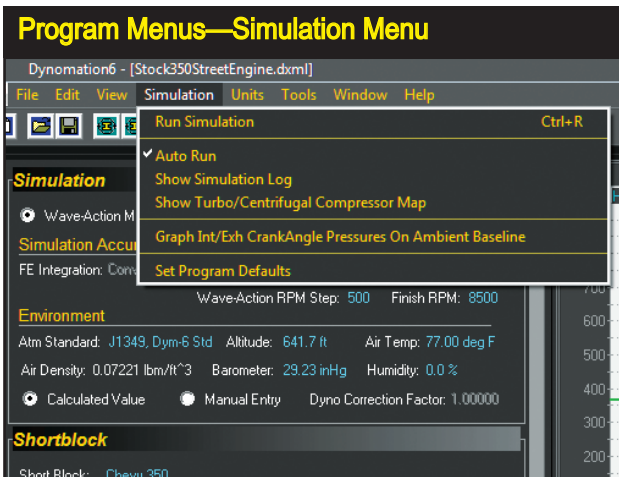 Program Menus—Simulation Menu
Dynomation6 - [Stock350StreetEngine.dxml]
File Edit View Simulation Units Tools Window Help
Run Simulation Ctrl+R
Auto Run
Show Simulation Log
Show Turbo/Centrifugal Compressor Map
Graph Int/Exh CrankAngle Pressures On Ambient Baseline
Set Program Defaults
Simulation
Wave-Action M
Simulation Accu
FE Integration: Conv
Wave-Action RPM Step: 500 Finish RPM: 8500
Environment
Atm Standard: J1349, Dym-6 Std Altitude: 641.7 ft Air Temp: 77.00 deg F
Air Density: 0.07221 lbm/ft^3 Barometer: 29.23 inHg Humidity: 0.0 %
Calculated Value Manual Entry Dyno Correction Factor: 1.00000
Shortblock
Short Block: Chevy 350
700
600
500
400
300
200